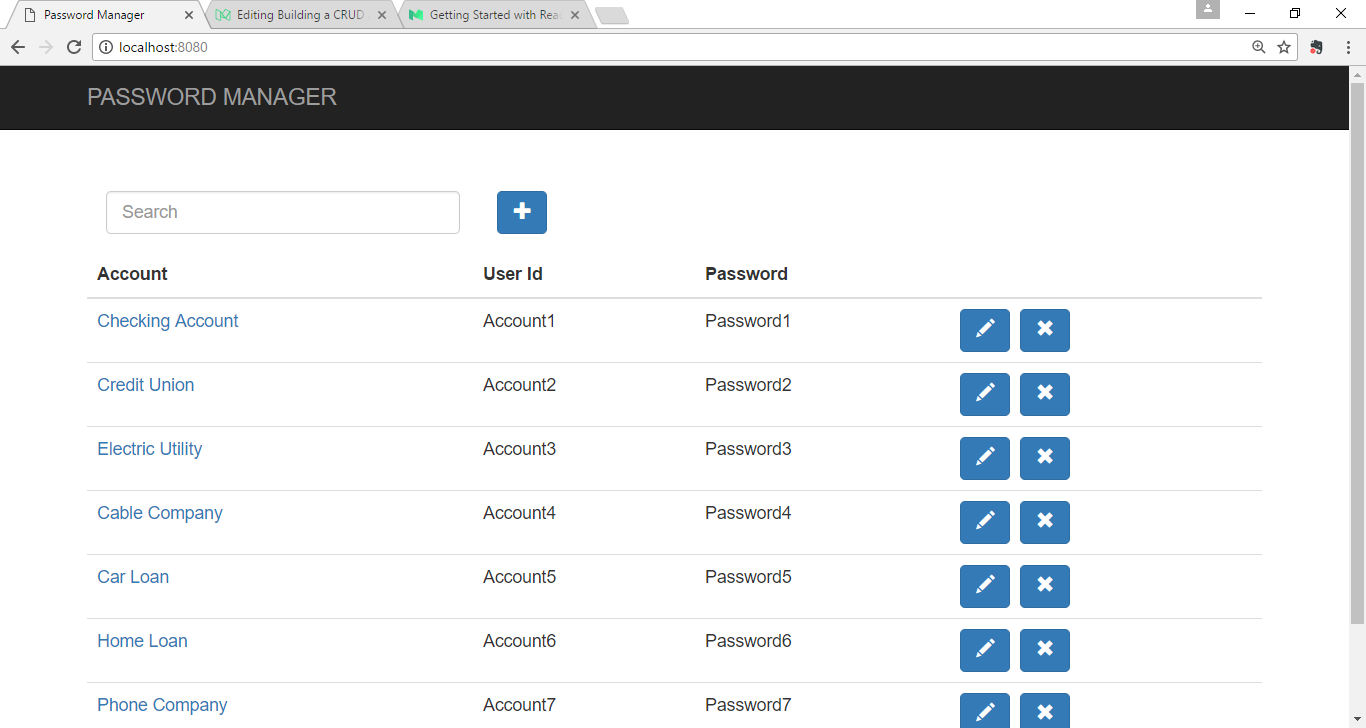 Password Manager Editing Building a CRUD Getting Started with Rea
localhost:8080
PASSWORD MANAGER
Search
Account User Id Password
Checking Account Account1 Password1
Credit Union Account2 Password2
Electric Utility Account3 Password3
Cable Company Account4 Password4
Car Loan Account5 Password5
Home Loan Account6 Password6
Phone Company Account7 Password7